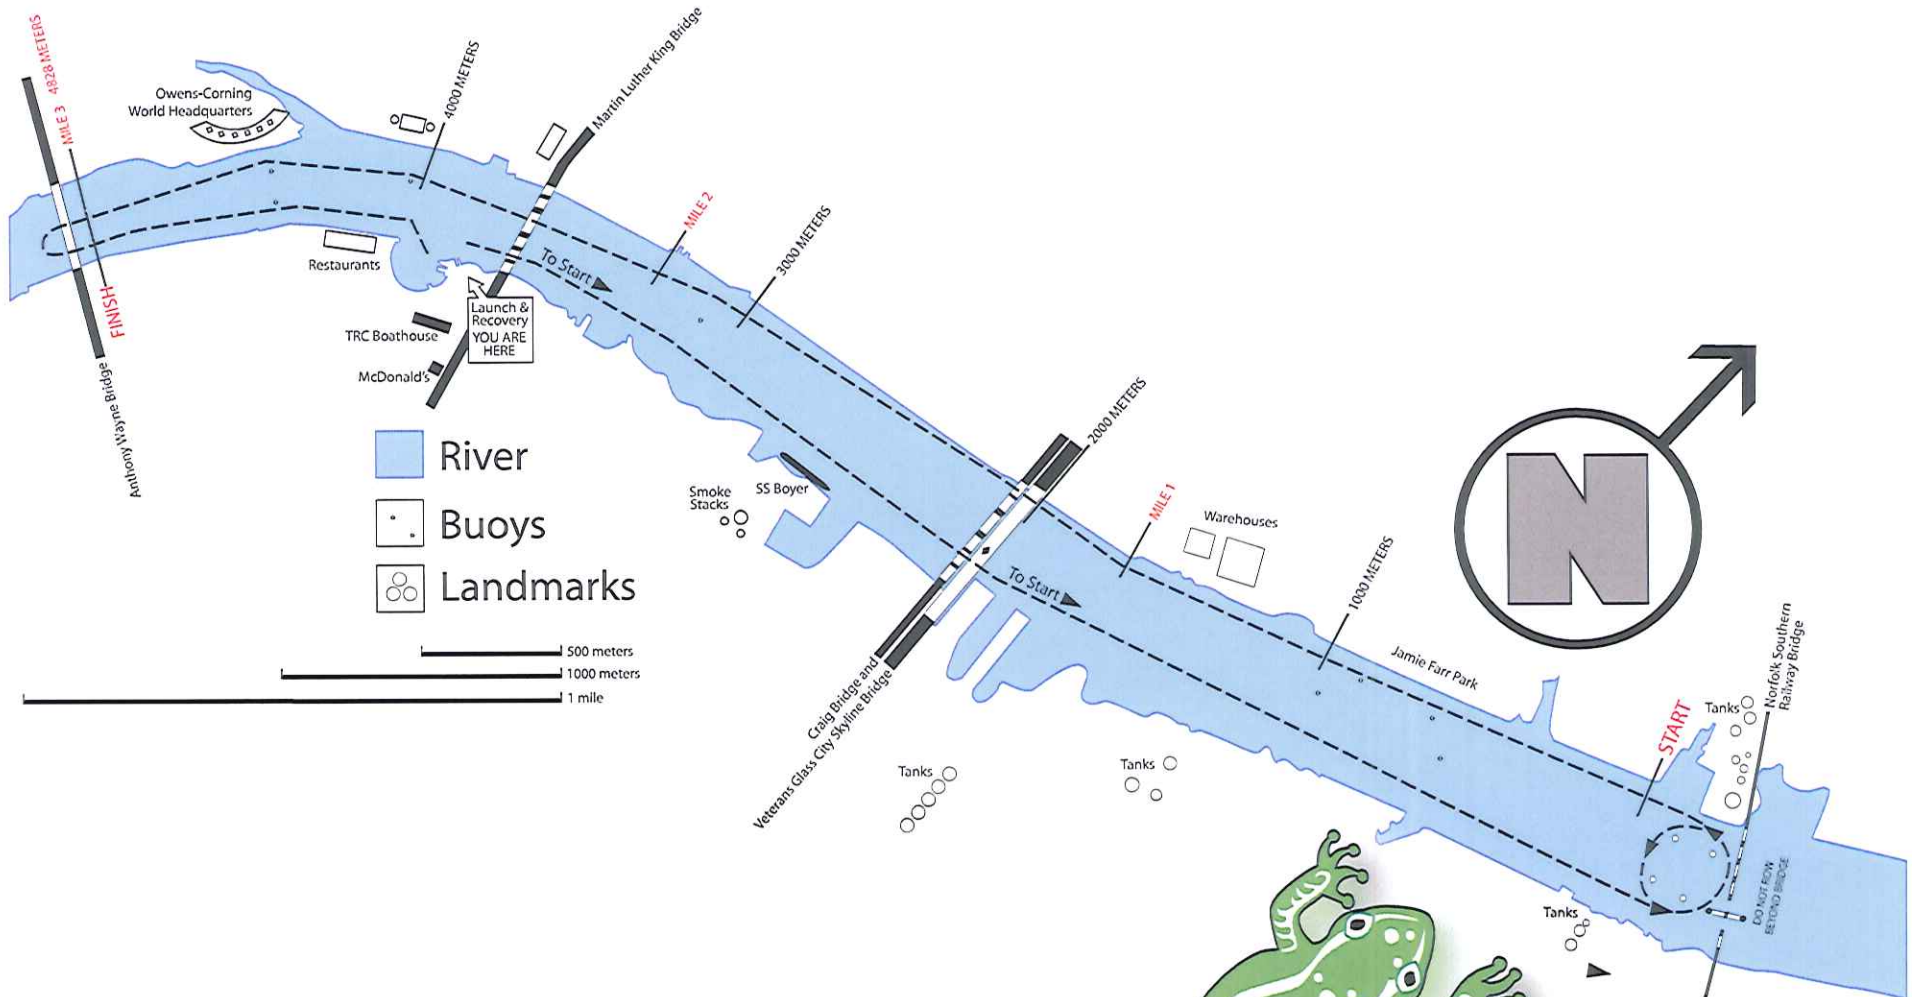 MILE 3 4828 METERS
Owens-Corning
World Headquarters
4000 METERS
Martin Luther King Bridge
MILE 2
3000 METERS
To Start
Restaurants
FINISH
Launch &
Recovery
YOU ARE
HERE
TRC Boathouse
McDonald's
Anthony Wayne Bridge
River
Buoys
Landmarks
500 meters
1000 meters
1 mile
Smoke
Stacks
SS Boyer
2000 METERS
MILE 1
Warehouses
To Start
1000 METERS
Jamie Farr Park
Craig Bridge and
Veterans Glass City Skyline Bridge
Tanks
Tanks
N
START
Tanks
Norfolk Southern
Railway Bridge
DO NOT ROW
BEYOND BRIDGE
Tanks